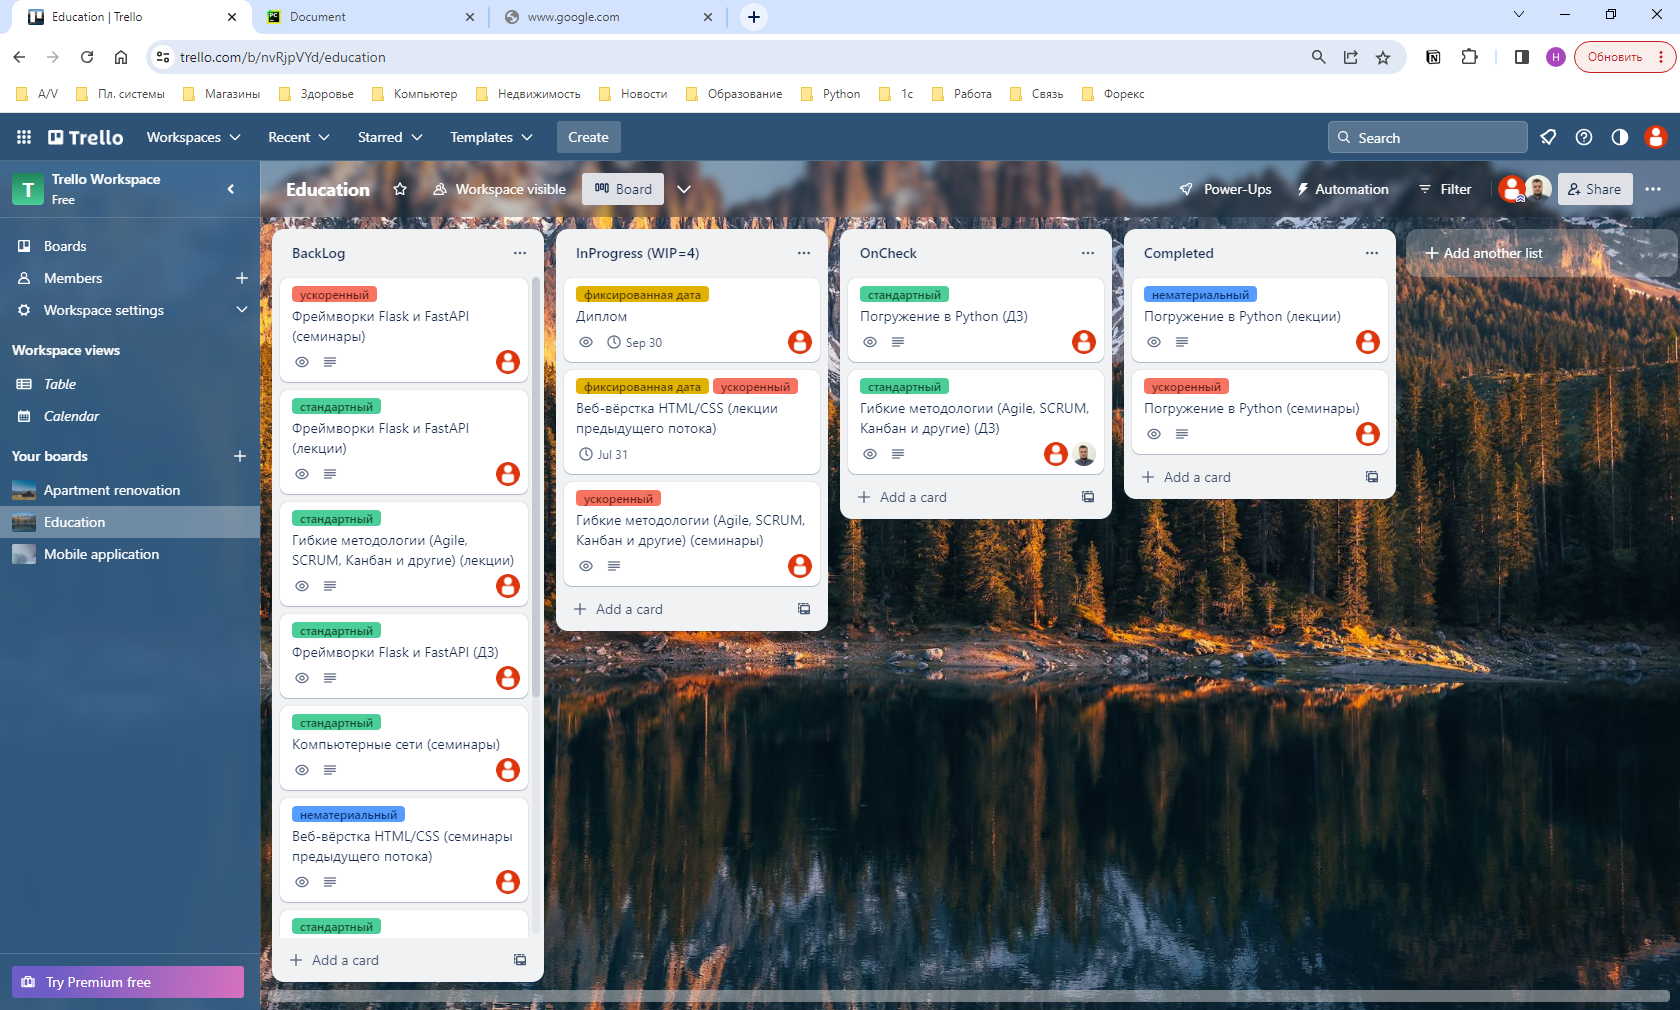 Education | Trello
Document
www.google.com
trello.com/b/nvRjpVYd/education
Н
Обновить
A/V
Пл. системы
Магазины
Здоровье
Компьютер
Недвижимость
Новости
Образование
Python
1с
Работа
Связь
Форекс
Trello
Workspaces
Recent
Starred
Templates
Create
Search
T
Trello Workspace
Free
Boards
Members
Workspace settings
Workspace views
Table
Calendar
Your boards
Apartment renovation
Education
Mobile application
Try Premium free
Education
Workspace visible
Board
Power-Ups
Automation
Filter
Share
BackLog
ускоренный
Фреймворки Flask и FastAPI
(семинары)
стандартный
Фреймворки Flask и FastAPI
(лекции)
стандартный
Гибкие методологии (Agile,
SCRUM, Канбан и другие) (лекции)
стандартный
Фреймворки Flask и FastAPI (ДЗ)
стандартный
Компьютерные сети (семинары)
нематериальный
Веб-вёрстка HTML/CSS (семинары
предыдущего потока)
стандартный
Add a card
InProgress (WIP=4)
фиксированная дата
Диплом
Sep 30
фиксированная дата ускоренный
Веб-вёрстка HTML/CSS (лекции
предыдущего потока)
Jul 31
ускоренный
Гибкие методологии (Agile, SCRUM,
Канбан и другие) (семинары)
Add a card
OnCheck
стандартный
Погружение в Python (ДЗ)
стандартный
Гибкие методологии (Agile, SCRUM,
Канбан и другие) (ДЗ)
Add a card
Completed
нематериальный
Погружение в Python (лекции)
ускоренный
Погружение в Python (семинары)
Add a card
Add another list